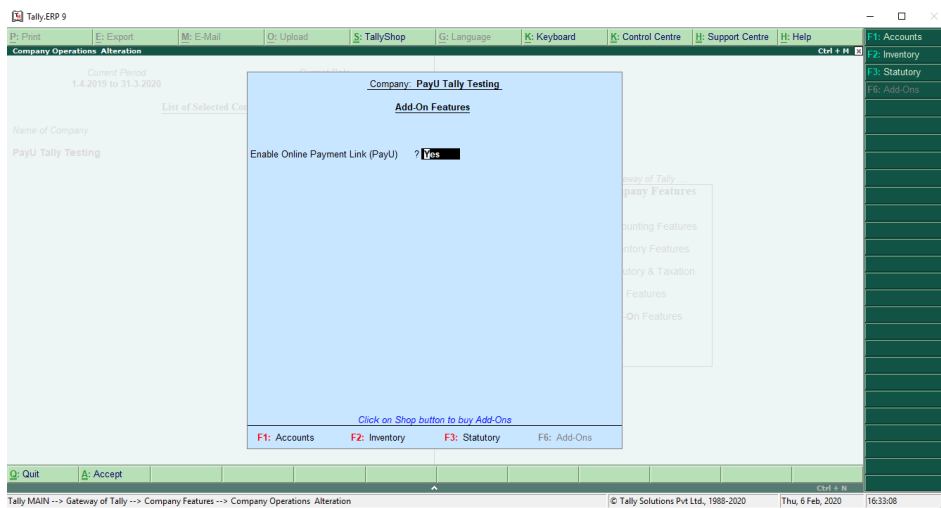 Tally.ERP 9
P: Print E: Export M: E-Mail O: Upload S: TallyShop G: Language K: Keyboard K: Control Centre H: Support Centre H: Help
F1: Accounts
Company Operations Alteration Ctrl + M
F2: Inventory
F3: Statutory
F6: Add-Ons
Current Period
1-4-2019 to 31-3-2020
List of Selected Com
Name of Company
PayU Tally Testing
Company: PayU Tally Testing
Add-On Features
Enable Online Payment Link (PayU) ? Yes
eway of Tally ...
pany Features
ounting Features
ntory Features
utory & Taxation
Features
-On Features
Click on Shop button to buy Add-Ons
F1: Accounts F2: Inventory F3: Statutory F6: Add-Ons
Q: Quit A: Accept
Ctrl + N
Tally MAIN --> Gateway of Tally --> Company Features --> Company Operations Alteration © Tally Solutions Pvt Ltd., 1988-2020 Thu, 6 Feb, 2020 16:33:08